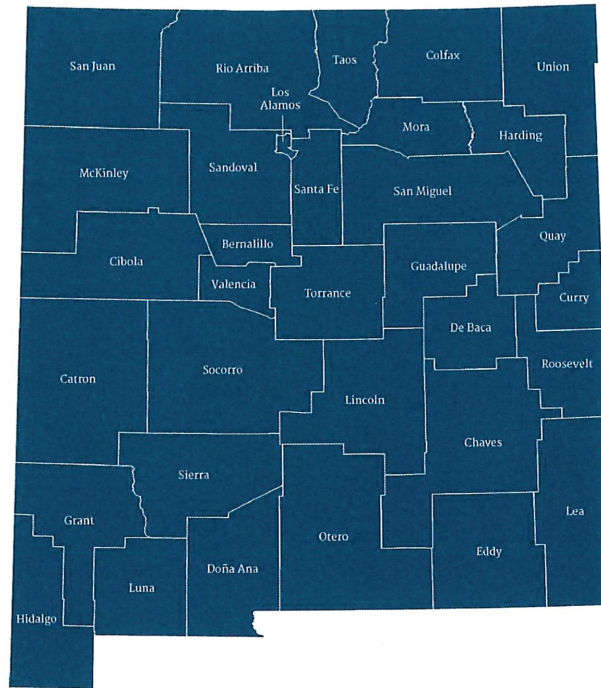 San Juan
Rio Arriba
Taos
Colfax
Union
Los
Alamos
Mora
Harding
McKinley
Sandoval
Santa Fe
San Miguel
Bernalillo
Quay
Cibola
Valencia
Torrance
Guadalupe
Curry
De Baca
Catron
Socorro
Lincoln
Roosevelt
Chaves
Sierra
Grant
Otero
Lea
Eddy
Doña Ana
Luna
Hidalgo